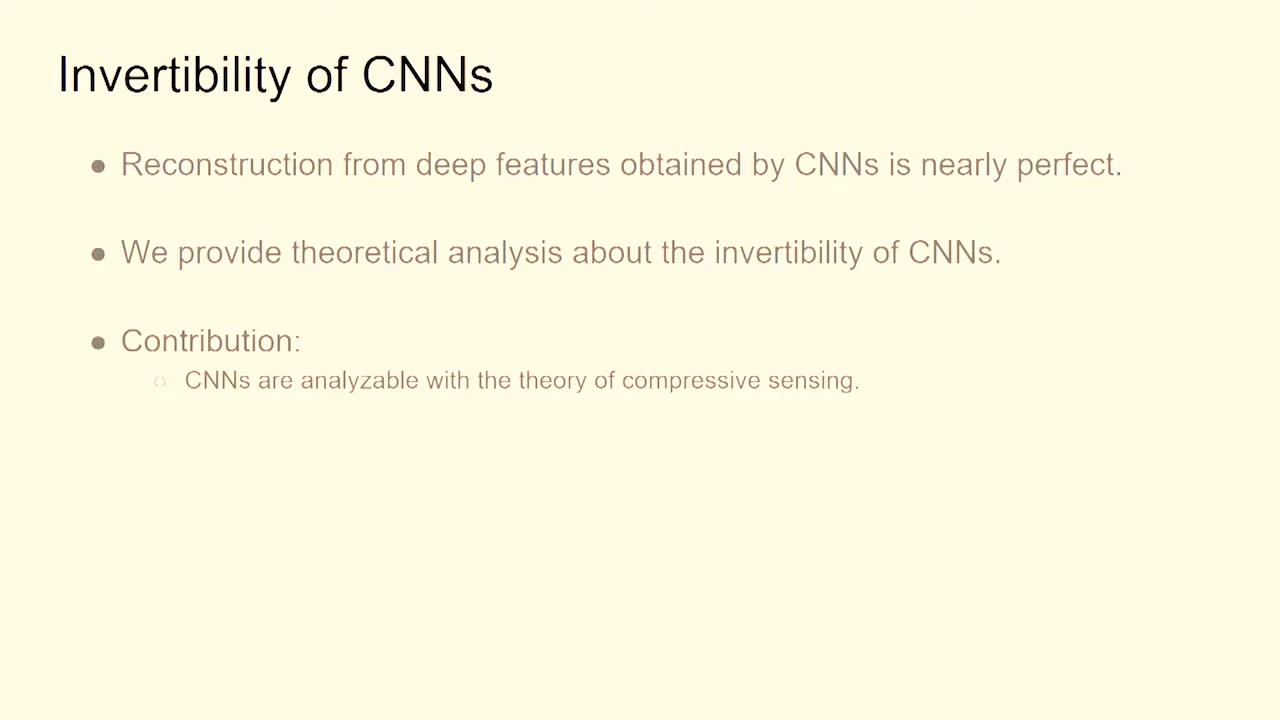 Invertibility of CNNs
● Reconstruction from deep features obtained by CNNs is nearly perfect.
● We provide theoretical analysis about the invertibility of CNNs.
● Contribution:
○ CNNs are analyzable with the theory of compressive sensing.